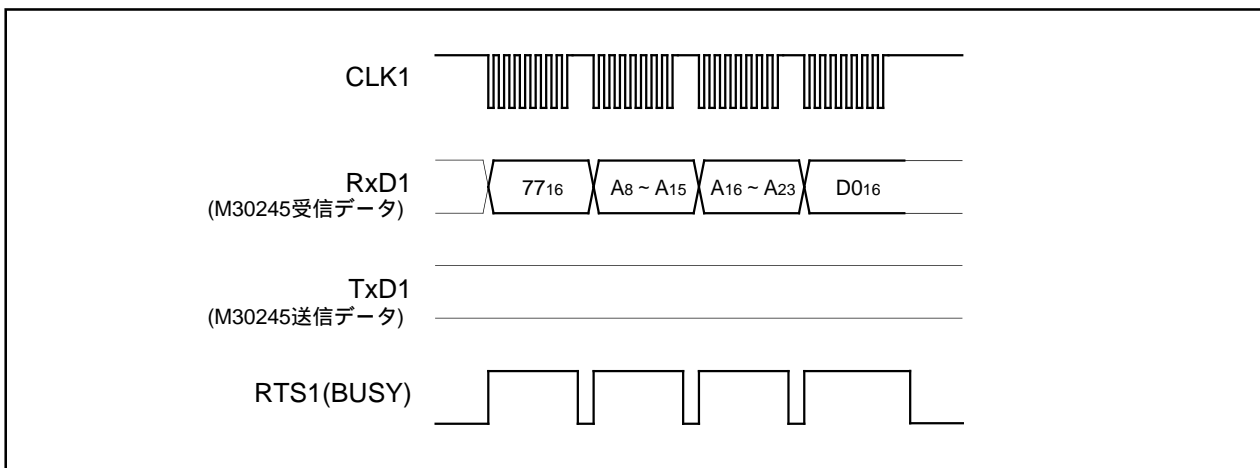 CLK1
RxD1
(M30245受信データ)
7716 A8 ~ A15 A16 ~ A23 D016
TxD1
(M30245送信データ)
RTS1(BUSY)